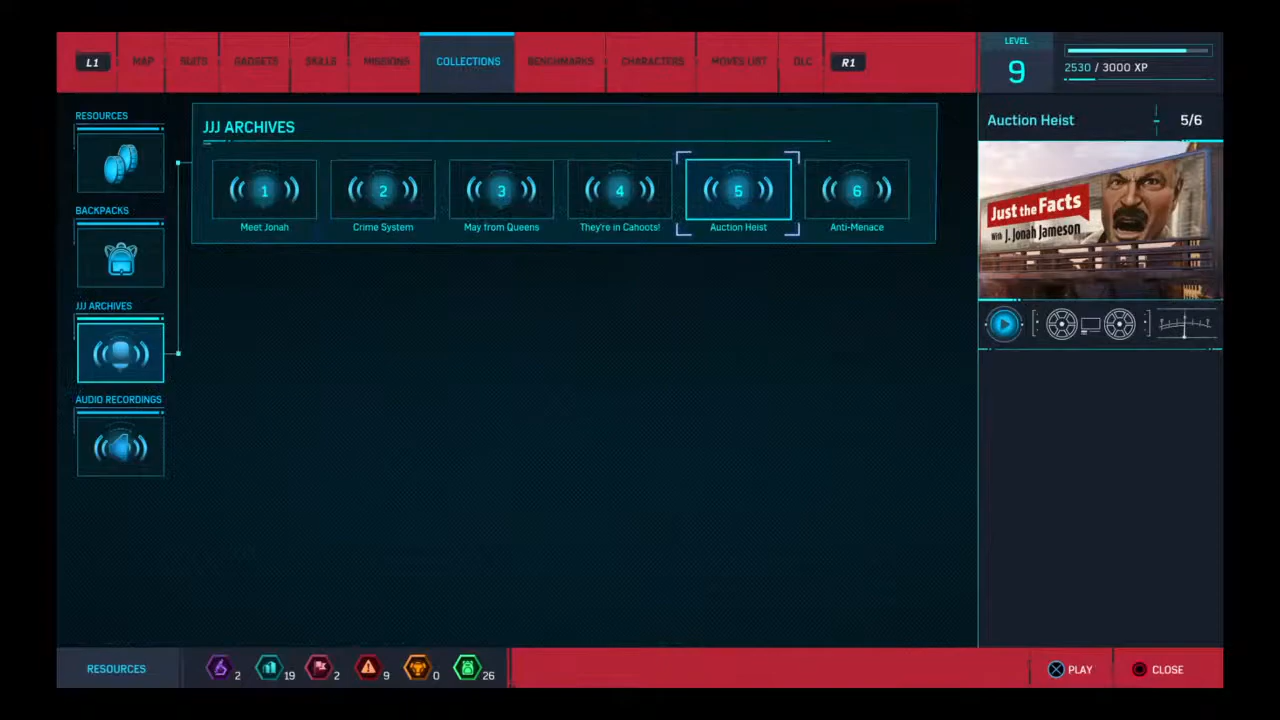 L1 MAP SUITS GADGETS SKILLS MISSIONS COLLECTIONS BENCHMARKS CHARACTERS MOVES LIST DLC R1
LEVEL
9
2530 / 3000 XP
RESOURCES
BACKPACKS
JJJ ARCHIVES
AUDIO RECORDINGS
JJJ ARCHIVES
1 2 3 4 5 6
Meet Jonah Crime System May from Queens They're in Cahoots! Auction Heist Anti-Menace
Auction Heist 5/6
Just the Facts
With J. Jonah Jameson
RESOURCES 2 19 2 9 0 26
PLAY CLOSE